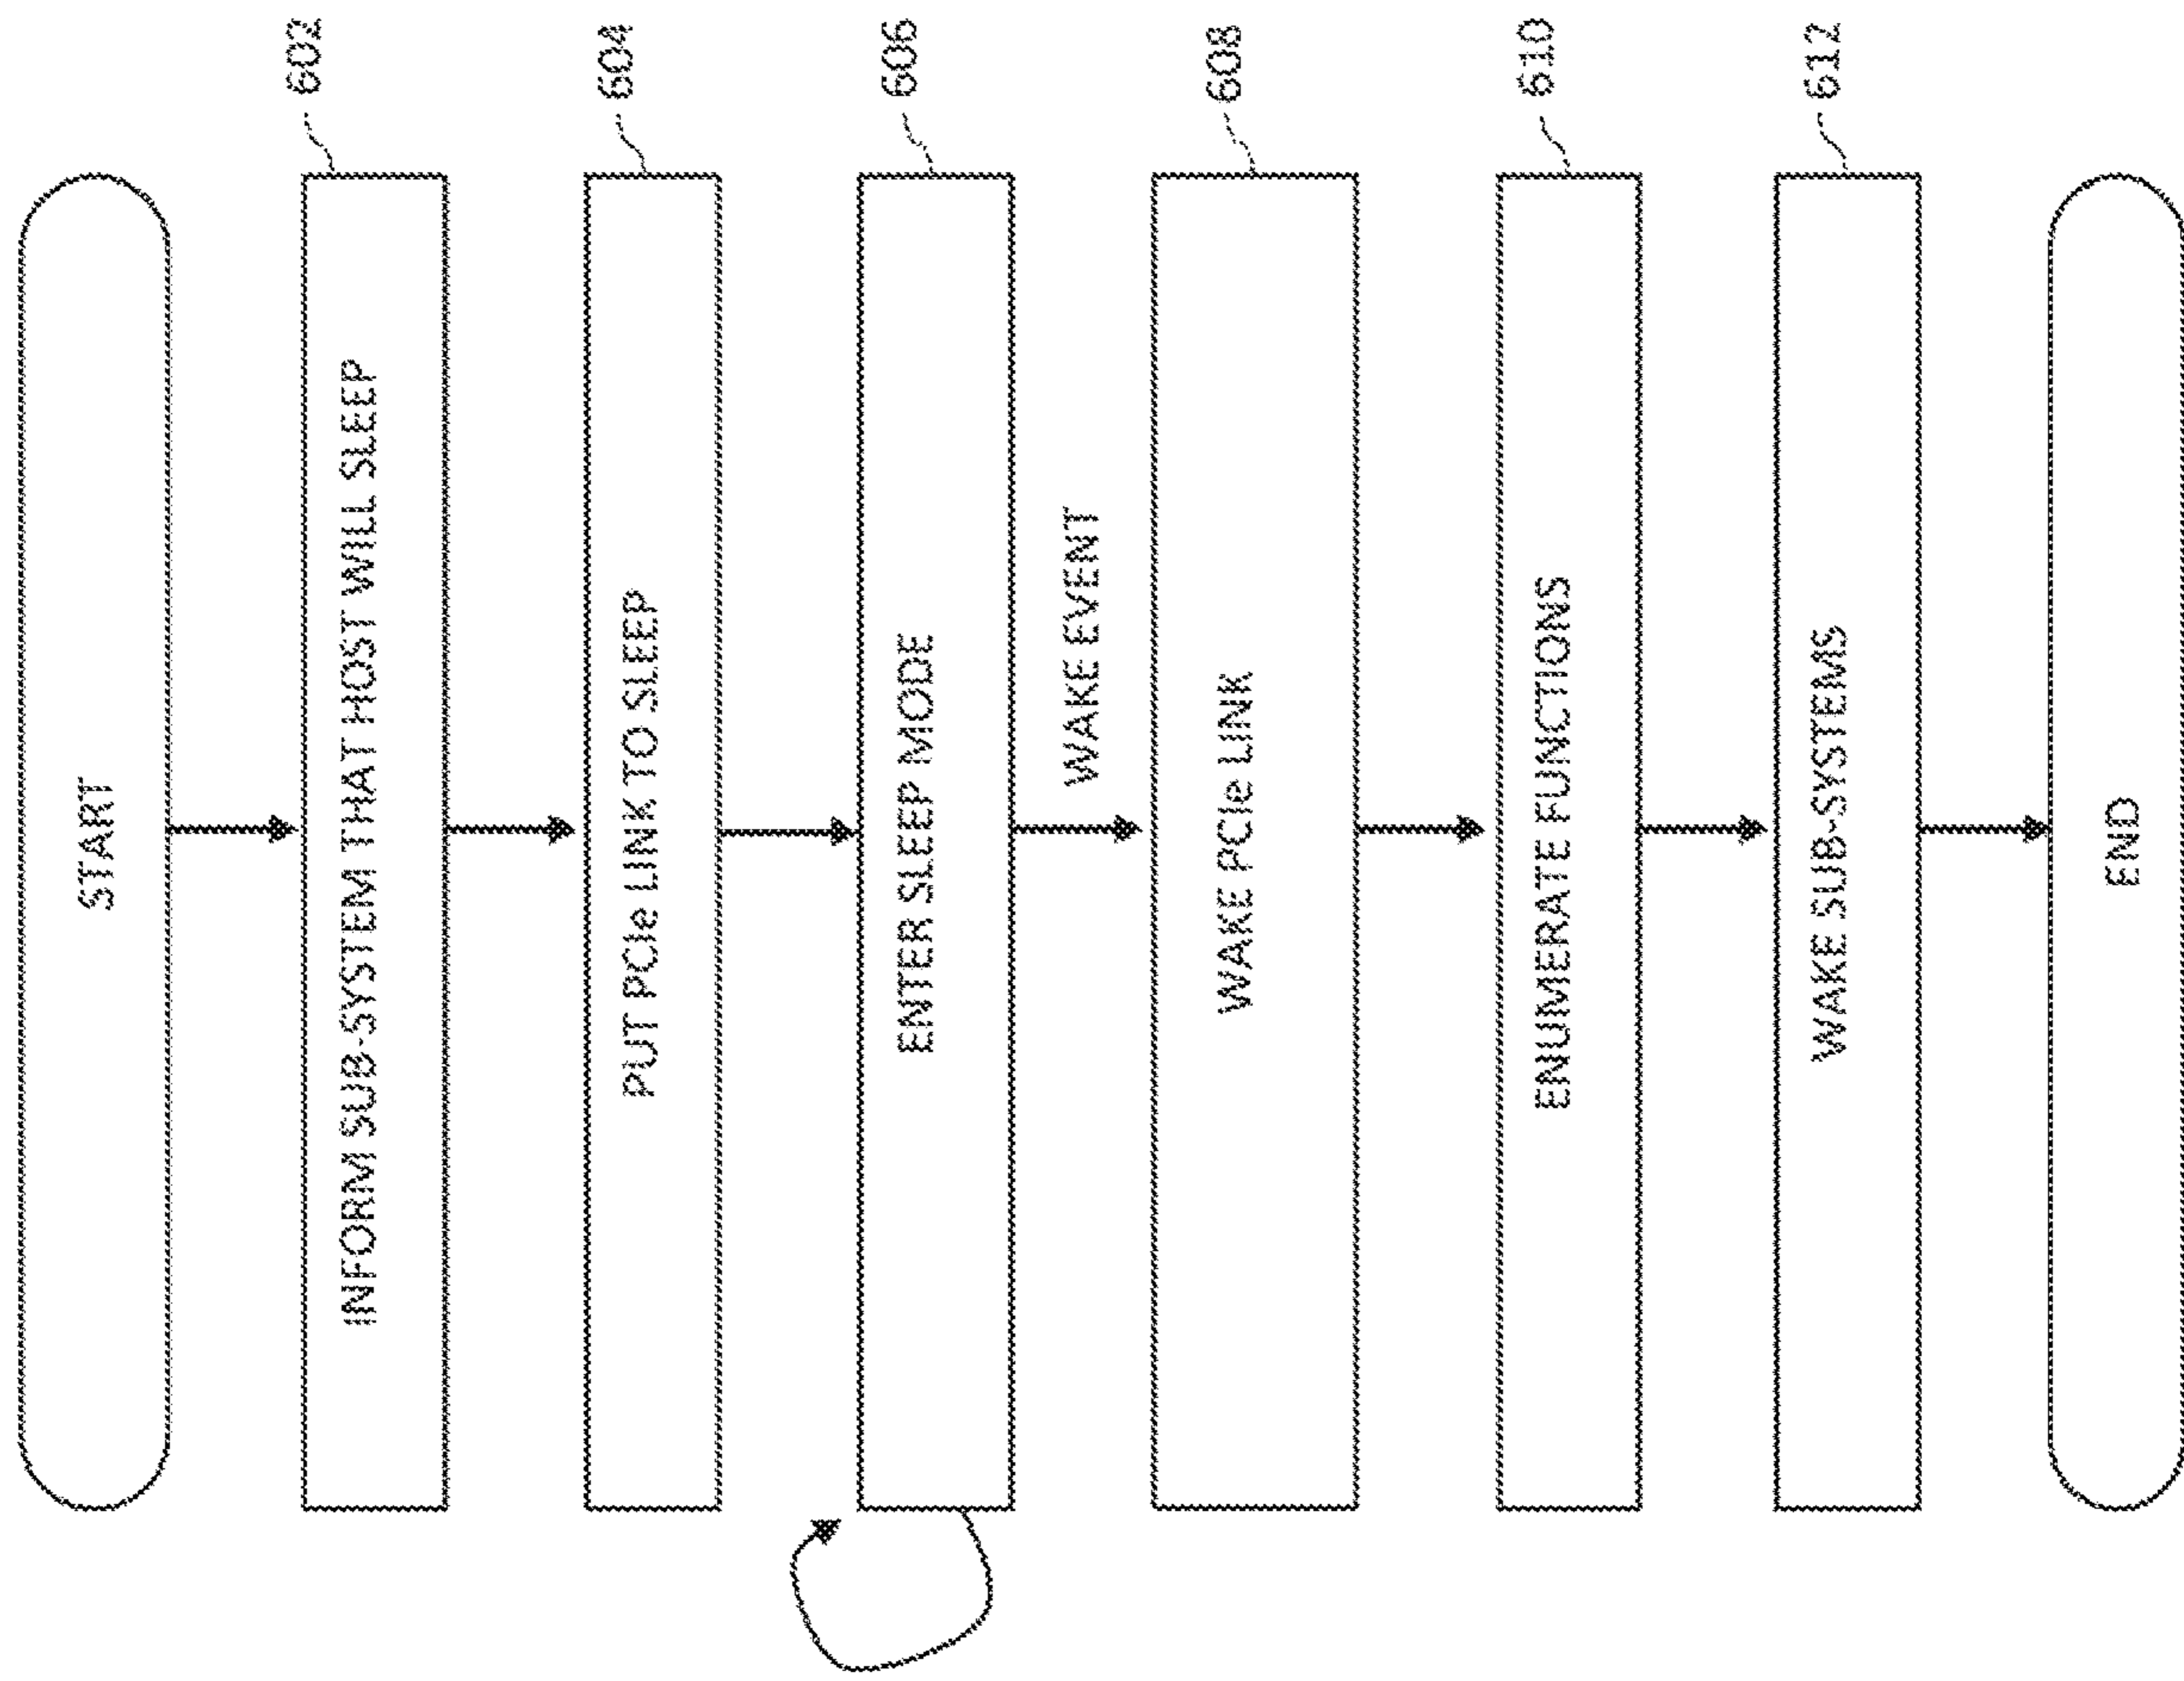 START
602
INFORM SUB-SYSTEM THAT HOST WILL SLEEP
604
PUT PCIe LINK TO SLEEP
606
ENTER SLEEP MODE
WAKE EVENT
608
WAKE PCIe LINK
610
ENUMERATE FUNCTIONS
612
WAKE SUB-SYSTEMS
END